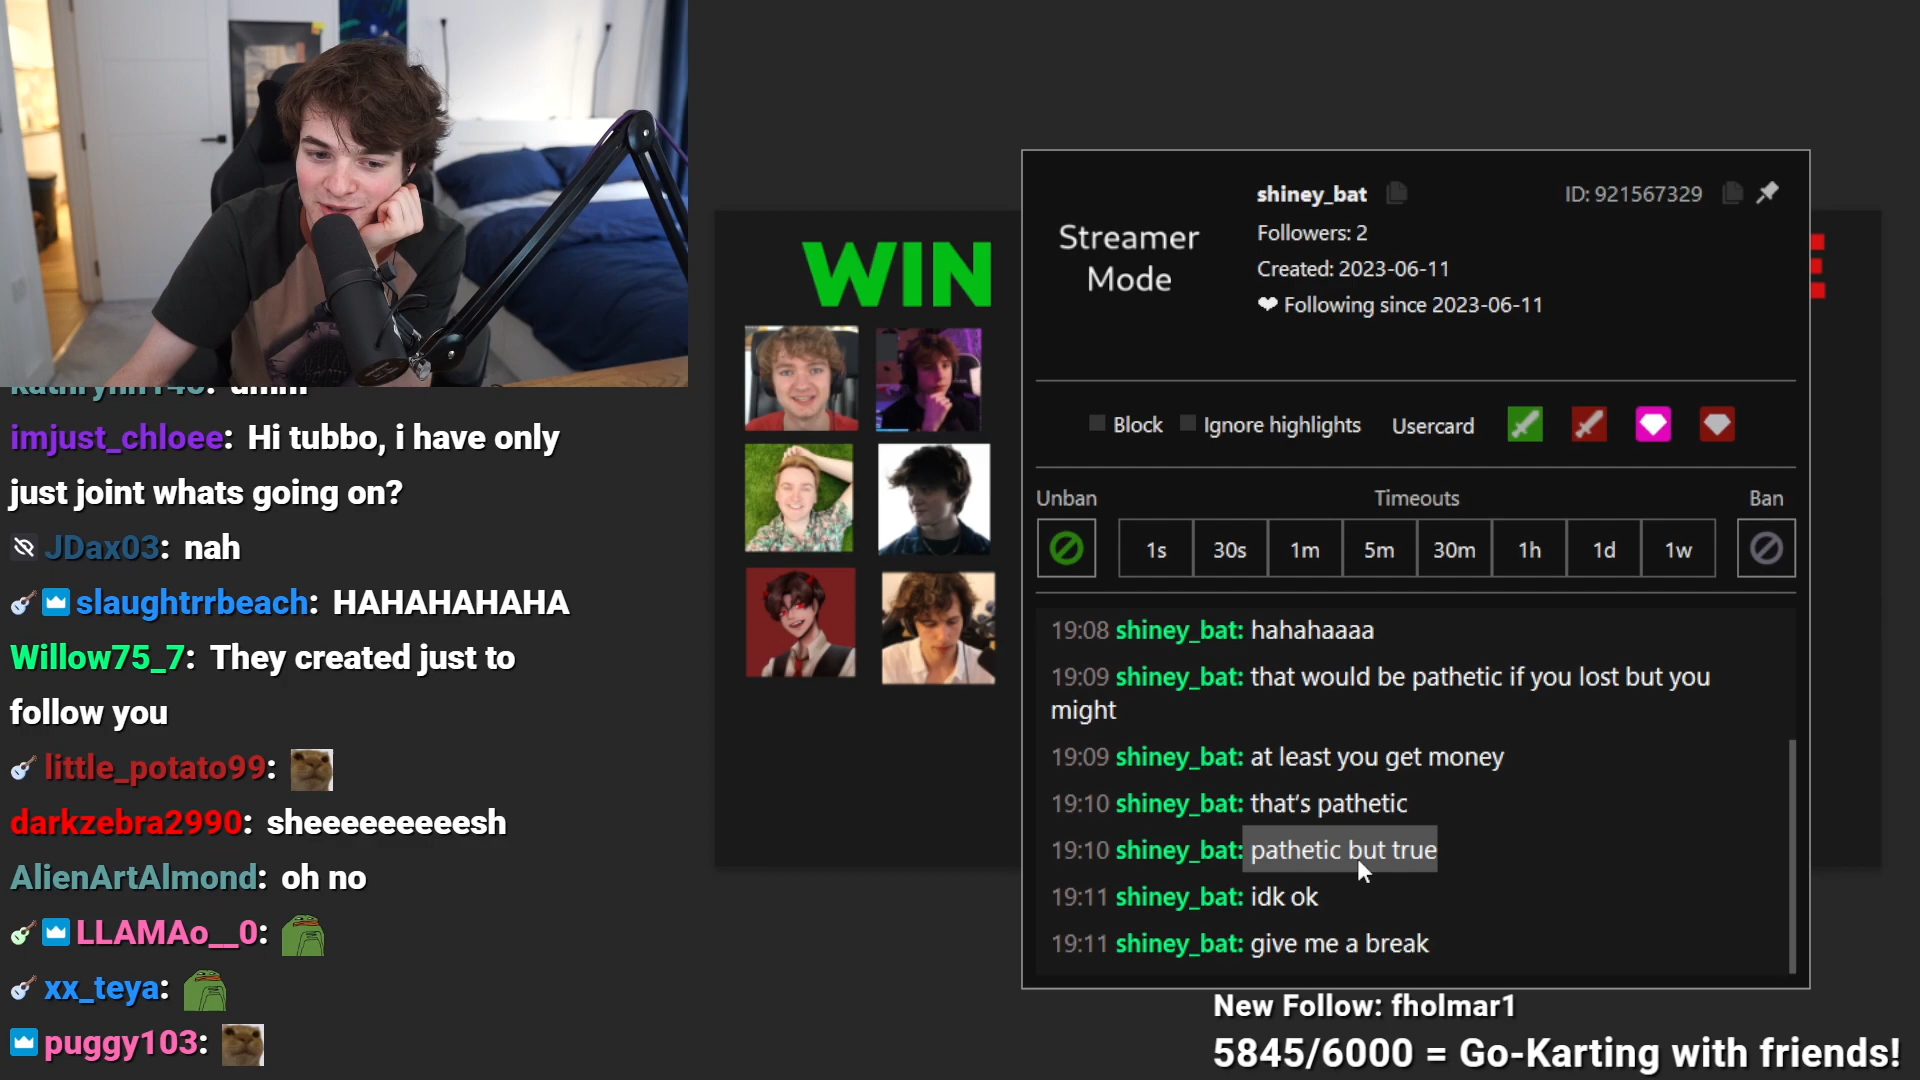 imjust_chloee: Hi tubbo, i have only
just joint whats going on?
JDax03: nah
slaughtrrbeach: HAHAHAHAHA
Willow75_7: They created just to
follow you
little_potato99:
darkzebra2990: sheeeeeeeeesh
AlienArtAlmond: oh no
LLAMAo__0:
xx_teya:
puggy103:
WIN
Streamer
Mode
shiney_bat
ID: 921567329
Followers: 2
Created: 2023-06-11
❤ Following since 2023-06-11
Block
Ignore highlights
Usercard
Unban
Timeouts
Ban
1s 30s 1m 5m 30m 1h 1d 1w
19:08 shiney_bat: hahahaaaa
19:09 shiney_bat: that would be pathetic if you lost but you
might
19:09 shiney_bat: at least you get money
19:10 shiney_bat: that's pathetic
19:10 shiney_bat: pathetic but true
19:11 shiney_bat: idk ok
19:11 shiney_bat: give me a break
New Follow: fholmar1
5845/6000 = Go-Karting with friends!